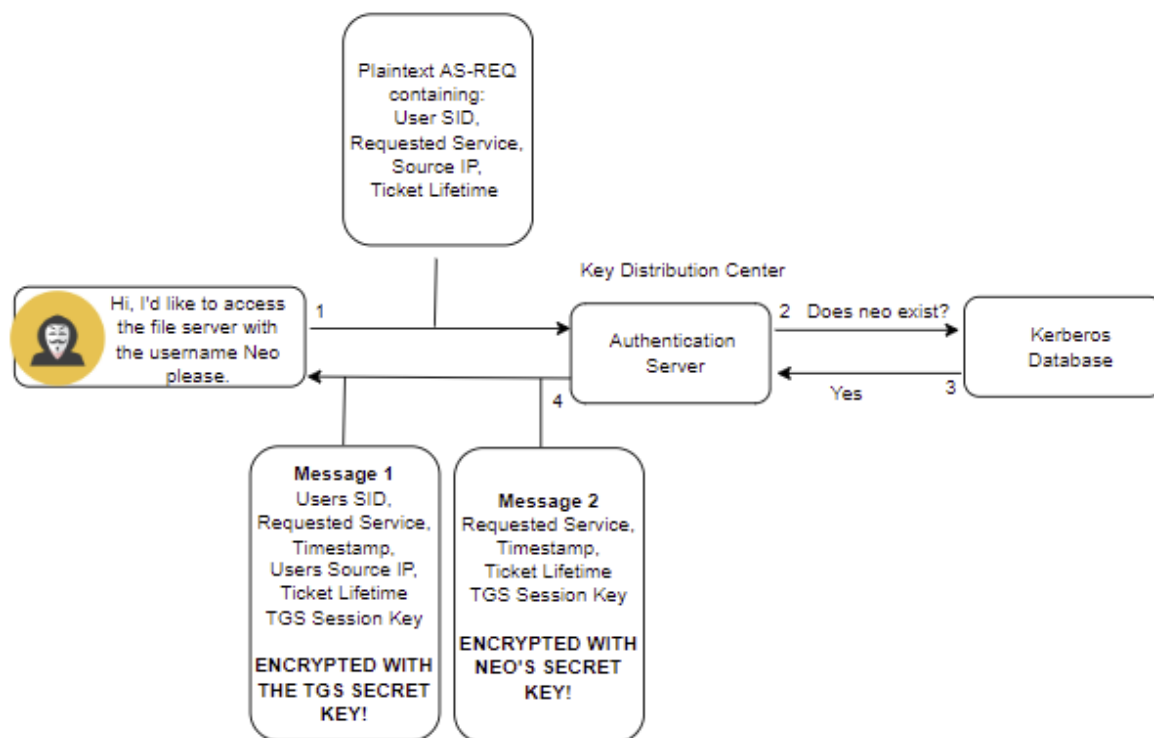 Plaintext AS-REQ
containing:
User SID,
Requested Service,
Source IP,
Ticket Lifetime
Key Distribution Center
Hi, I'd like to access
the file server with
the username Neo
please.
1
Authentication
Server
2 Does neo exist?
Kerberos
Database
Yes
3
4
Message 1
Users SID,
Requested Service,
Timestamp,
Users Source IP,
Ticket Lifetime
TGS Session Key
ENCRYPTED WITH
THE TGS SECRET
KEY!
Message 2
Requested Service,
Timestamp,
Ticket Lifetime
TGS Session Key
ENCRYPTED WITH
NEO'S SECRET
KEY!